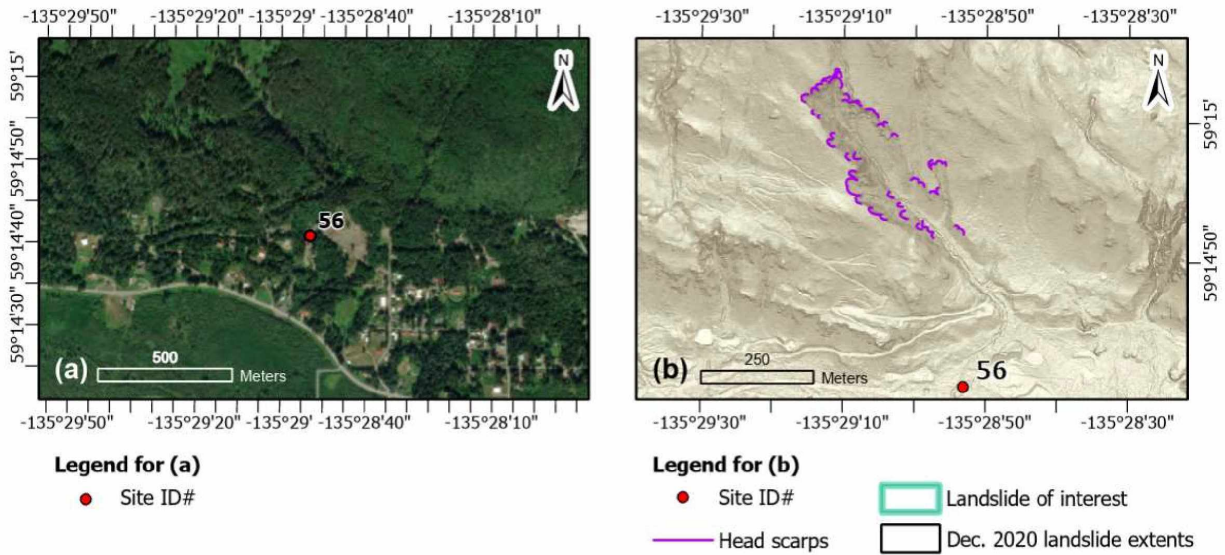 -135°29'50" -135°29'20" -135°29' -135°28'40" -135°28'10"
59°15'
59°14'50"
59°14'40"
59°14'30"
N
56
(a)
500
Meters
-135°29'50" -135°29'20" -135°29' -135°28'40" -135°28'10"
Legend for (a)
Site ID#
-135°29'30" -135°29'10" -135°28'50" -135°28'30"
N
59°15'
59°14'50"
56
(b)
250
Meters
-135°29'30" -135°29'10" -135°28'50" -135°28'30"
Legend for (b)
Site ID#
Landslide of interest
Head scarps
Dec. 2020 landslide extents